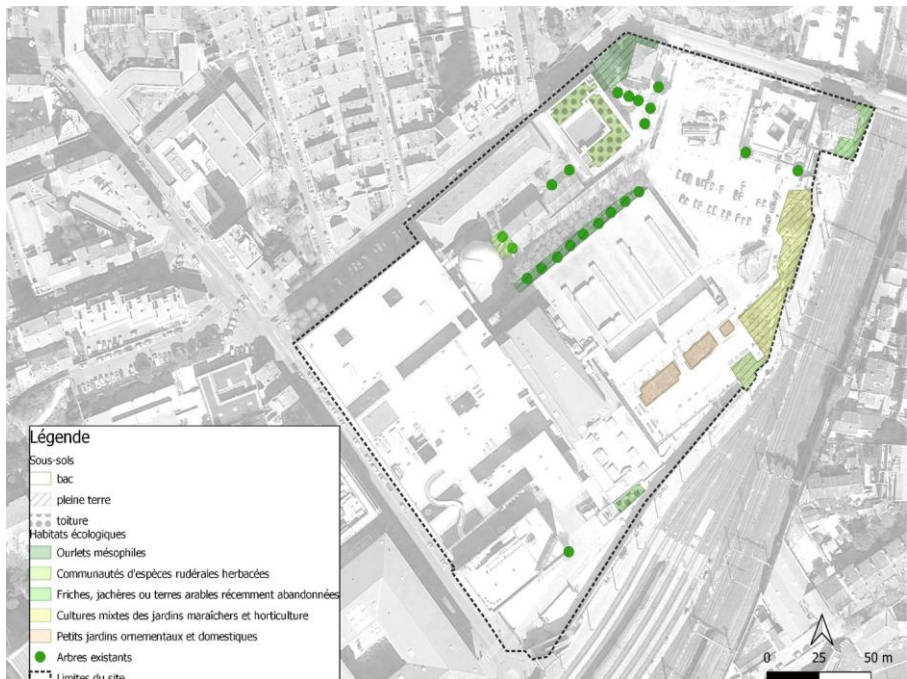 Légende
Sous-sols
bac
pleine terre
toiture
Habitats écologiques
Ourlets mésophiles
Communautés d'espèces rudérales herbacées
Friches, jachères ou terres arables récemment abandonnées
Cultures mixtes des jardins maraîchers et horticulture
Petits jardins ornementaux et domestiques
Arbres existants
Limites du site
0 25 50 m